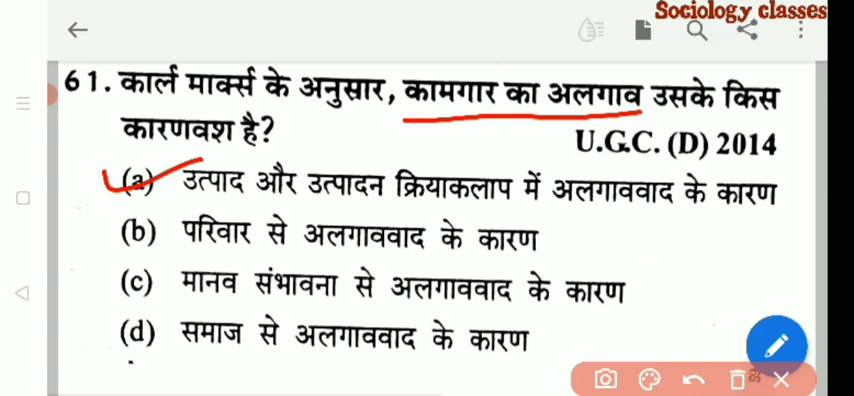 Sociology classes
61. कार्ल मार्क्स के अनुसार, कामगार का अलगाव उसके किस
कारणवश है?
U.G.C. (D) 2014
(a) उत्पाद और उत्पादन क्रियाकलाप में अलगाववाद के कारण
(b) परिवार से अलगाववाद के कारण
(c) मानव संभावना से अलगाववाद के कारण
(d) समाज से अलगाववाद के कारण